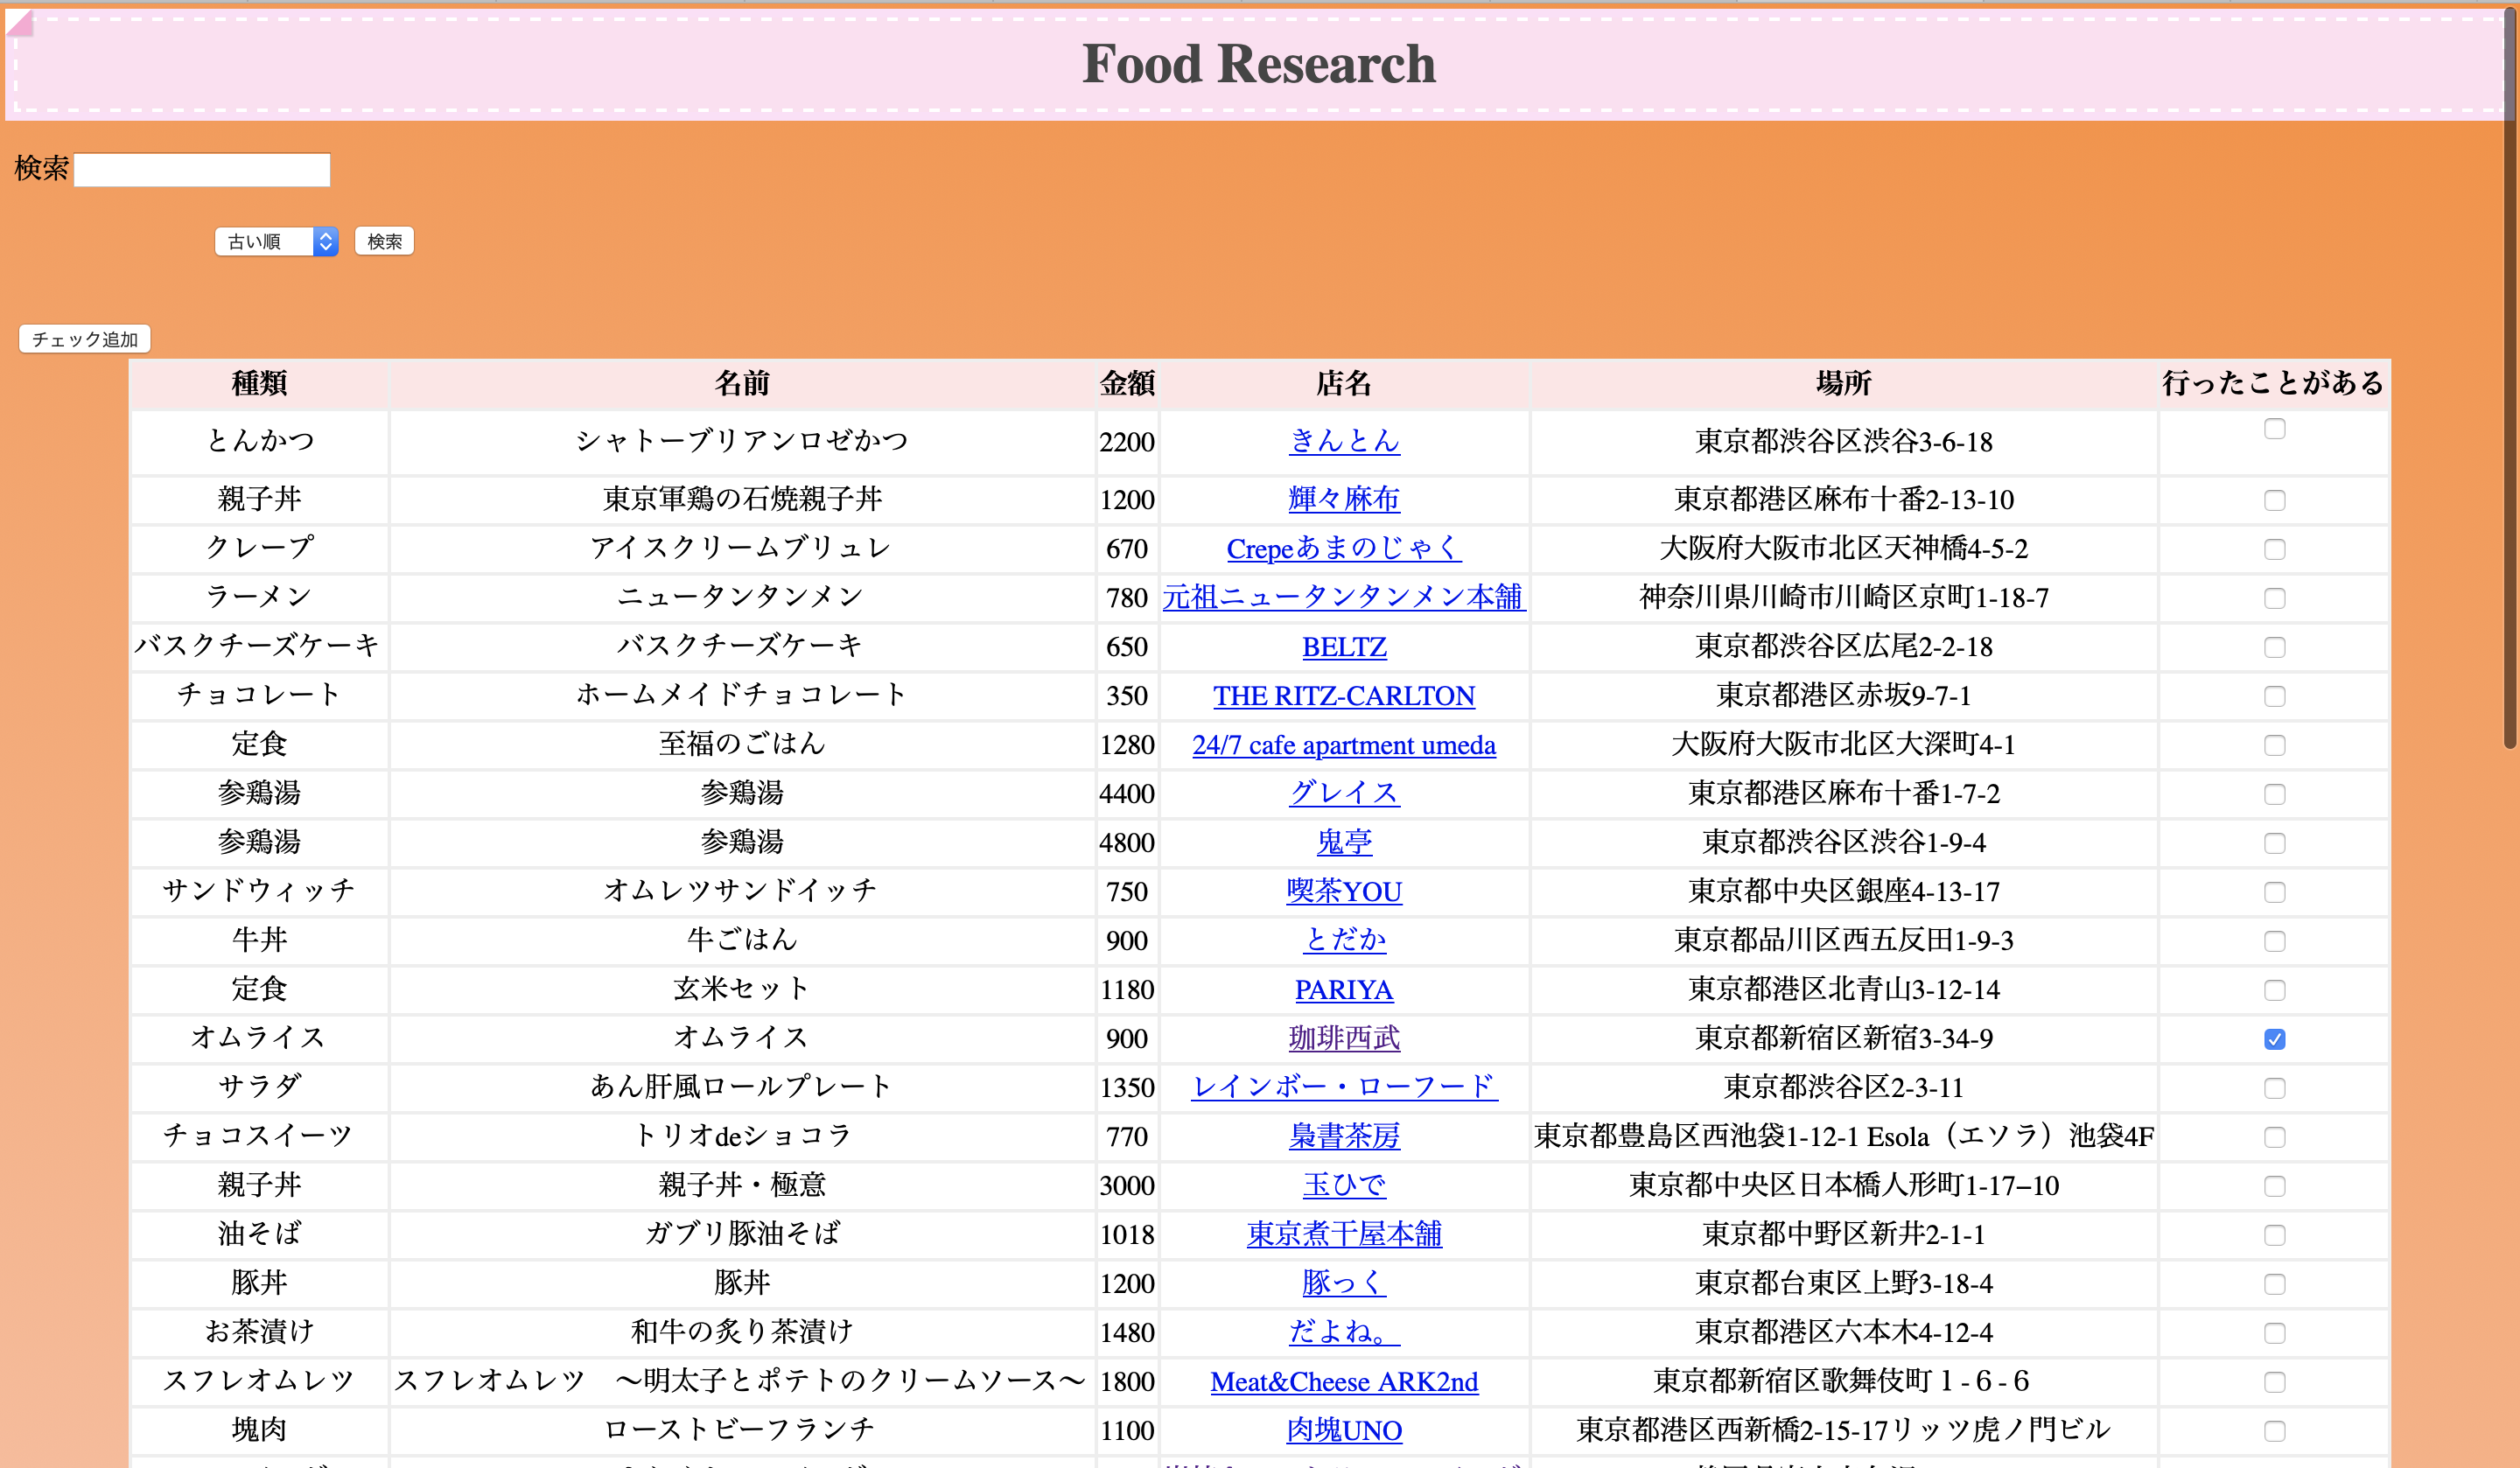 Food Research
検索
古い順 検索
チェック追加
種類 名前 金額 店名 場所 行ったことがある
とんかつ シャトーブリアンロゼかつ 2200 きんとん 東京都渋谷区渋谷3-6-18
親子丼 東京軍鶏の石焼親子丼 1200 輝々麻布 東京都港区麻布十番2-13-10
クレープ アイスクリームブリュレ 670 Crepeあまのじゃく 大阪府大阪市北区天神橋4-5-2
ラーメン ニュータンタンメン 780 元祖ニュータンタンメン本舗 神奈川県川崎市川崎区京町1-18-7
バスクチーズケーキ バスクチーズケーキ 650 BELTZ 東京都渋谷区広尾2-2-18
チョコレート ホームメイドチョコレート 350 THE RITZ-CARLTON 東京都港区赤坂9-7-1
定食 至福のごはん 1280 24/7 cafe apartment umeda 大阪府大阪市北区大深町4-1
参鶏湯 参鶏湯 4400 グレイス 東京都港区麻布十番1-7-2
参鶏湯 参鶏湯 4800 鬼亭 東京都渋谷区渋谷1-9-4
サンドウィッチ オムレツサンドイッチ 750 喫茶YOU 東京都中央区銀座4-13-17
牛丼 牛ごはん 900 とだか 東京都品川区西五反田1-9-3
定食 玄米セット 1180 PARIYA 東京都港区北青山3-12-14
オムライス オムライス 900 珈琲西武 東京都新宿区新宿3-34-9
サラダ あん肝風ロールプレート 1350 レインボー・ローフード 東京都渋谷区2-3-11
チョコスイーツ トリオdeショコラ 770 梟書茶房 東京都豊島区西池袋1-12-1 Esola（エソラ）池袋4F
親子丼 親子丼・極意 3000 玉ひで 東京都中央区日本橋人形町1-17–10
油そば ガブリ豚油そば 1018 東京煮干屋本舗 東京都中野区新井2-1-1
豚丼 豚丼 1200 豚っく 東京都台東区上野3-18-4
お茶漬け 和牛の炙り茶漬け 1480 だよね。 東京都港区六本木4-12-4
スフレオムレツ スフレオムレツ　〜明太子とポテトのクリームソース〜 1800 Meat&Cheese ARK2nd 東京都新宿区歌舞伎町１-６-６
塊肉 ローストビーフランチ 1100 肉塊UNO 東京都港区西新橋2-15-17リッツ虎ノ門ビル